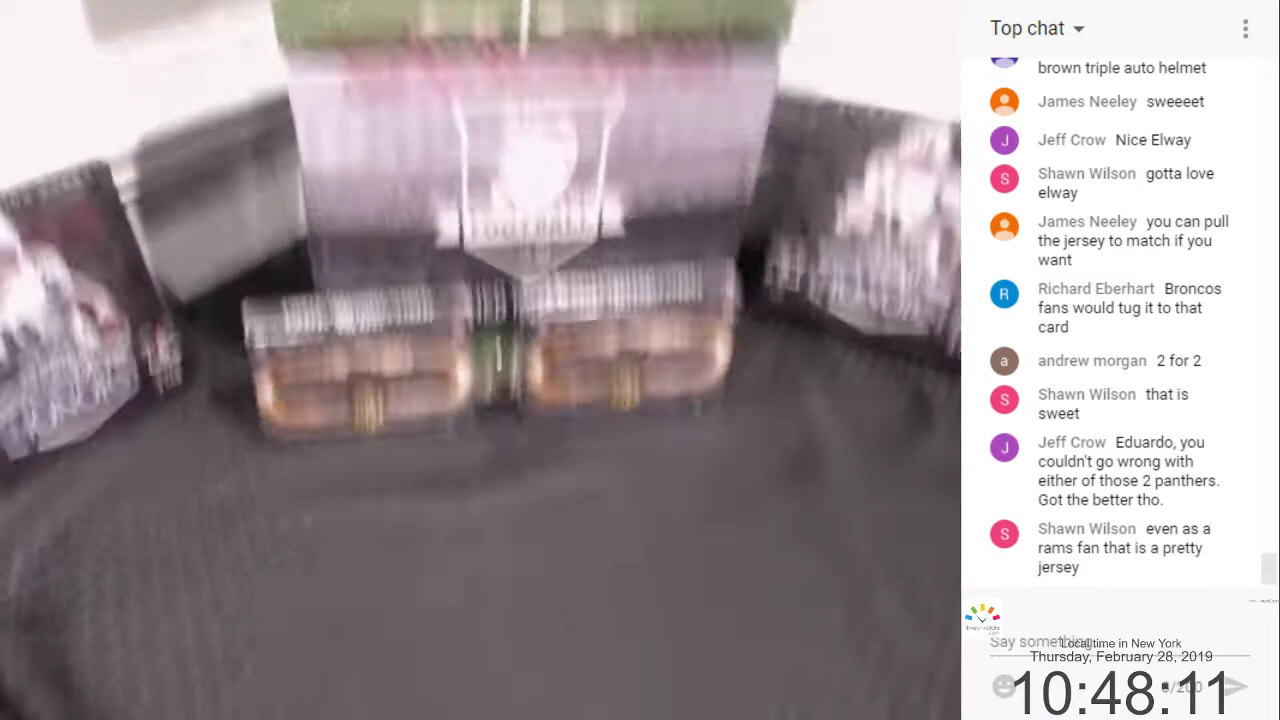 Top chat
brown triple auto helmet
James Neeley sweeeet
Jeff Crow Nice Elway
Shawn Wilson gotta love
elway
James Neeley you can pull
the jersey to match if you
want
Richard Eberhart Broncos
fans would tug it to that
card
andrew morgan 2 for 2
Shawn Wilson that is
sweet
Jeff Crow Eduardo, you
couldn't go wrong with
either of those 2 panthers.
Got the better tho.
Shawn Wilson even as a
rams fan that is a pretty
jersey
Say something...
Local time in New York
Thursday, February 28, 2019
0/200
10:48.11